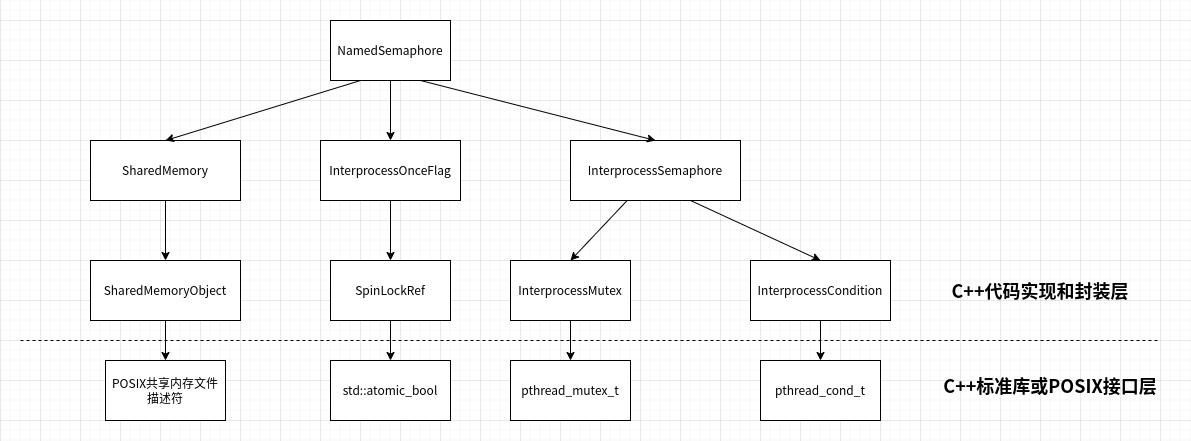 NamedSemaphore
SharedMemory
InterprocessOnceFlag
InterprocessSemaphore
SharedMemoryObject
SpinLockRef
InterprocessMutex
InterprocessCondition
C++代码实现和封装层
POSIX共享内存文件
描述符
std::atomic_bool
pthread_mutex_t
pthread_cond_t
C++标准库或POSIX接口层